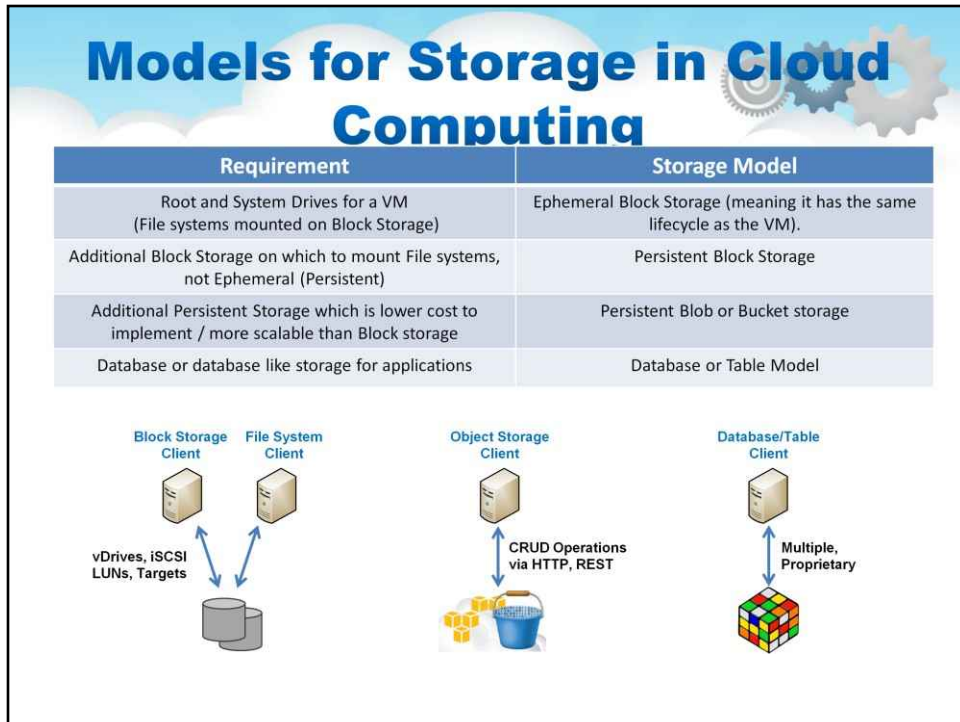 Models for Storage in Cloud
Computing
Requirement
Storage Model
Root and System Drives for a VM
(File systems mounted on Block Storage)
Ephemeral Block Storage (meaning it has the same
lifecycle as the VM).
Additional Block Storage on which to mount File systems,
not Ephemeral (Persistent)
Persistent Block Storage
Additional Persistent Storage which is lower cost to
implement / more scalable than Block storage
Persistent Blob or Bucket storage
Database or database like storage for applications
Database or Table Model
Block Storage
Client
File System
Client
Object Storage
Client
Database/Table
Client
vDrives, iSCSI
LUNs, Targets
CRUD Operations
via HTTP, REST
Multiple,
Proprietary